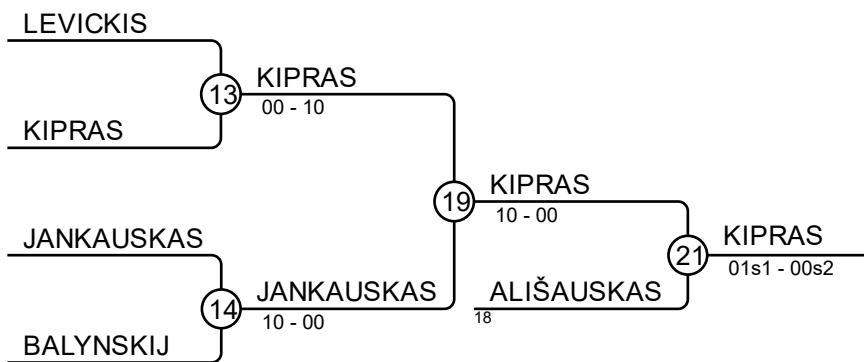 LEVICKIS
13
KIPRAS
00 - 10
KIPRAS
19
KIPRAS
10 - 00
JANKAUSKAS
21
KIPRAS
01s1 - 00s2
14
JANKAUSKAS
10 - 00
ALIŠAUSKAS
18
BALYNSKIJ